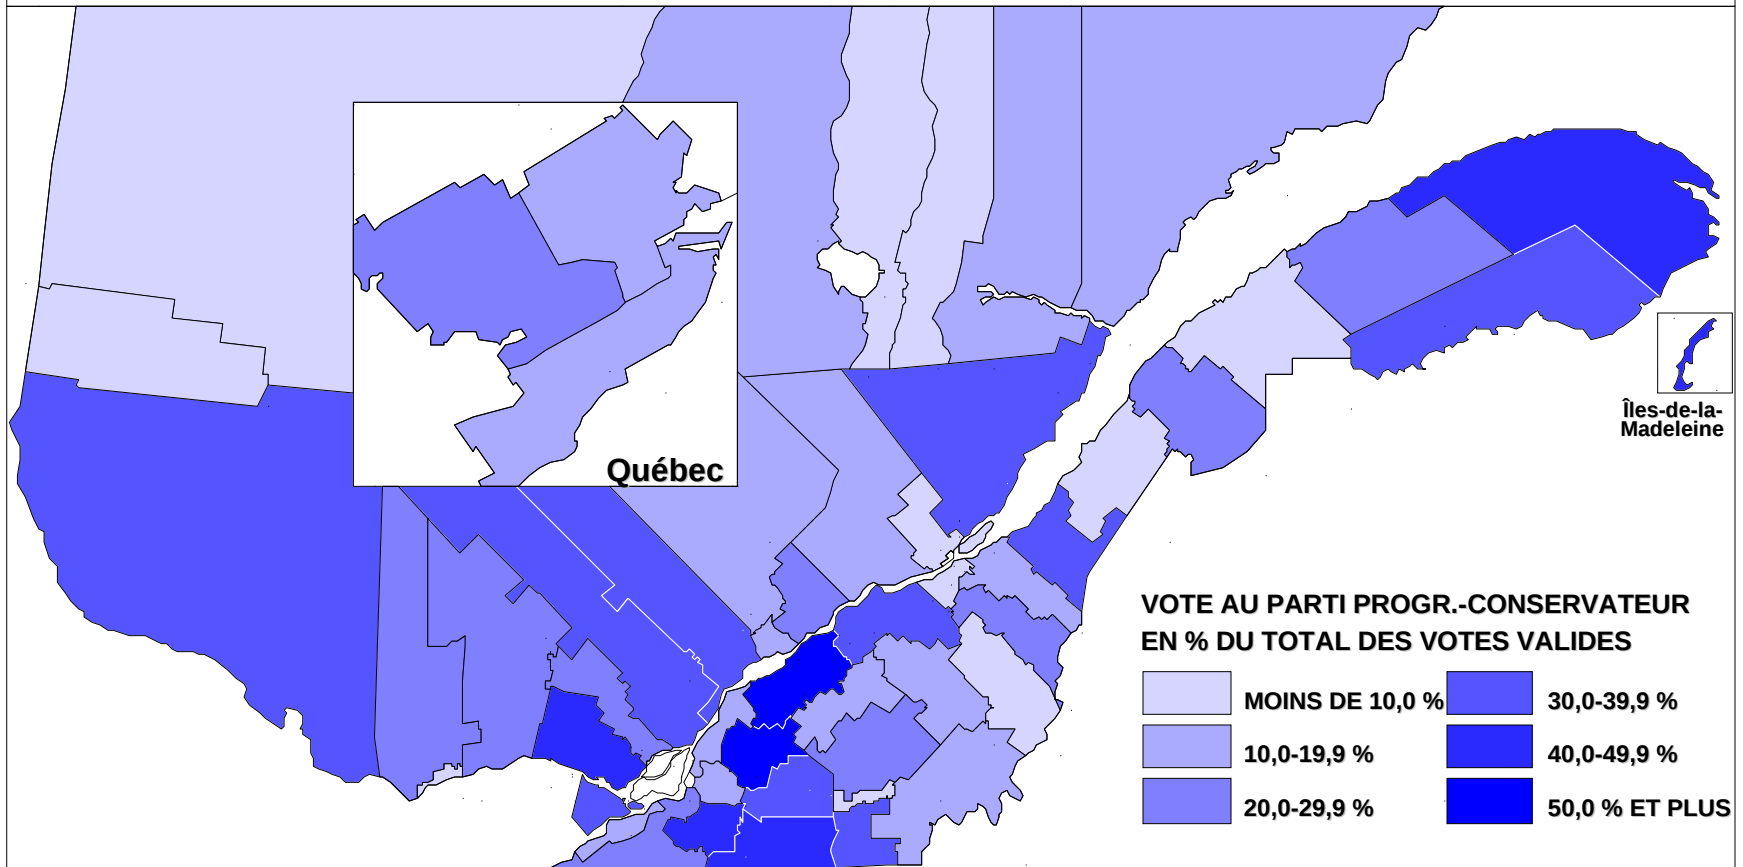 Québec
Îles-de-la-
Madeleine
VOTE AU PARTI PROGR.-CONSERVATEUR
EN % DU TOTAL DES VOTES VALIDES
MOINS DE 10,0 %
30,0-39,9 %
10,0-19,9 %
40,0-49,9 %
20,0-29,9 %
50,0 % ET PLUS